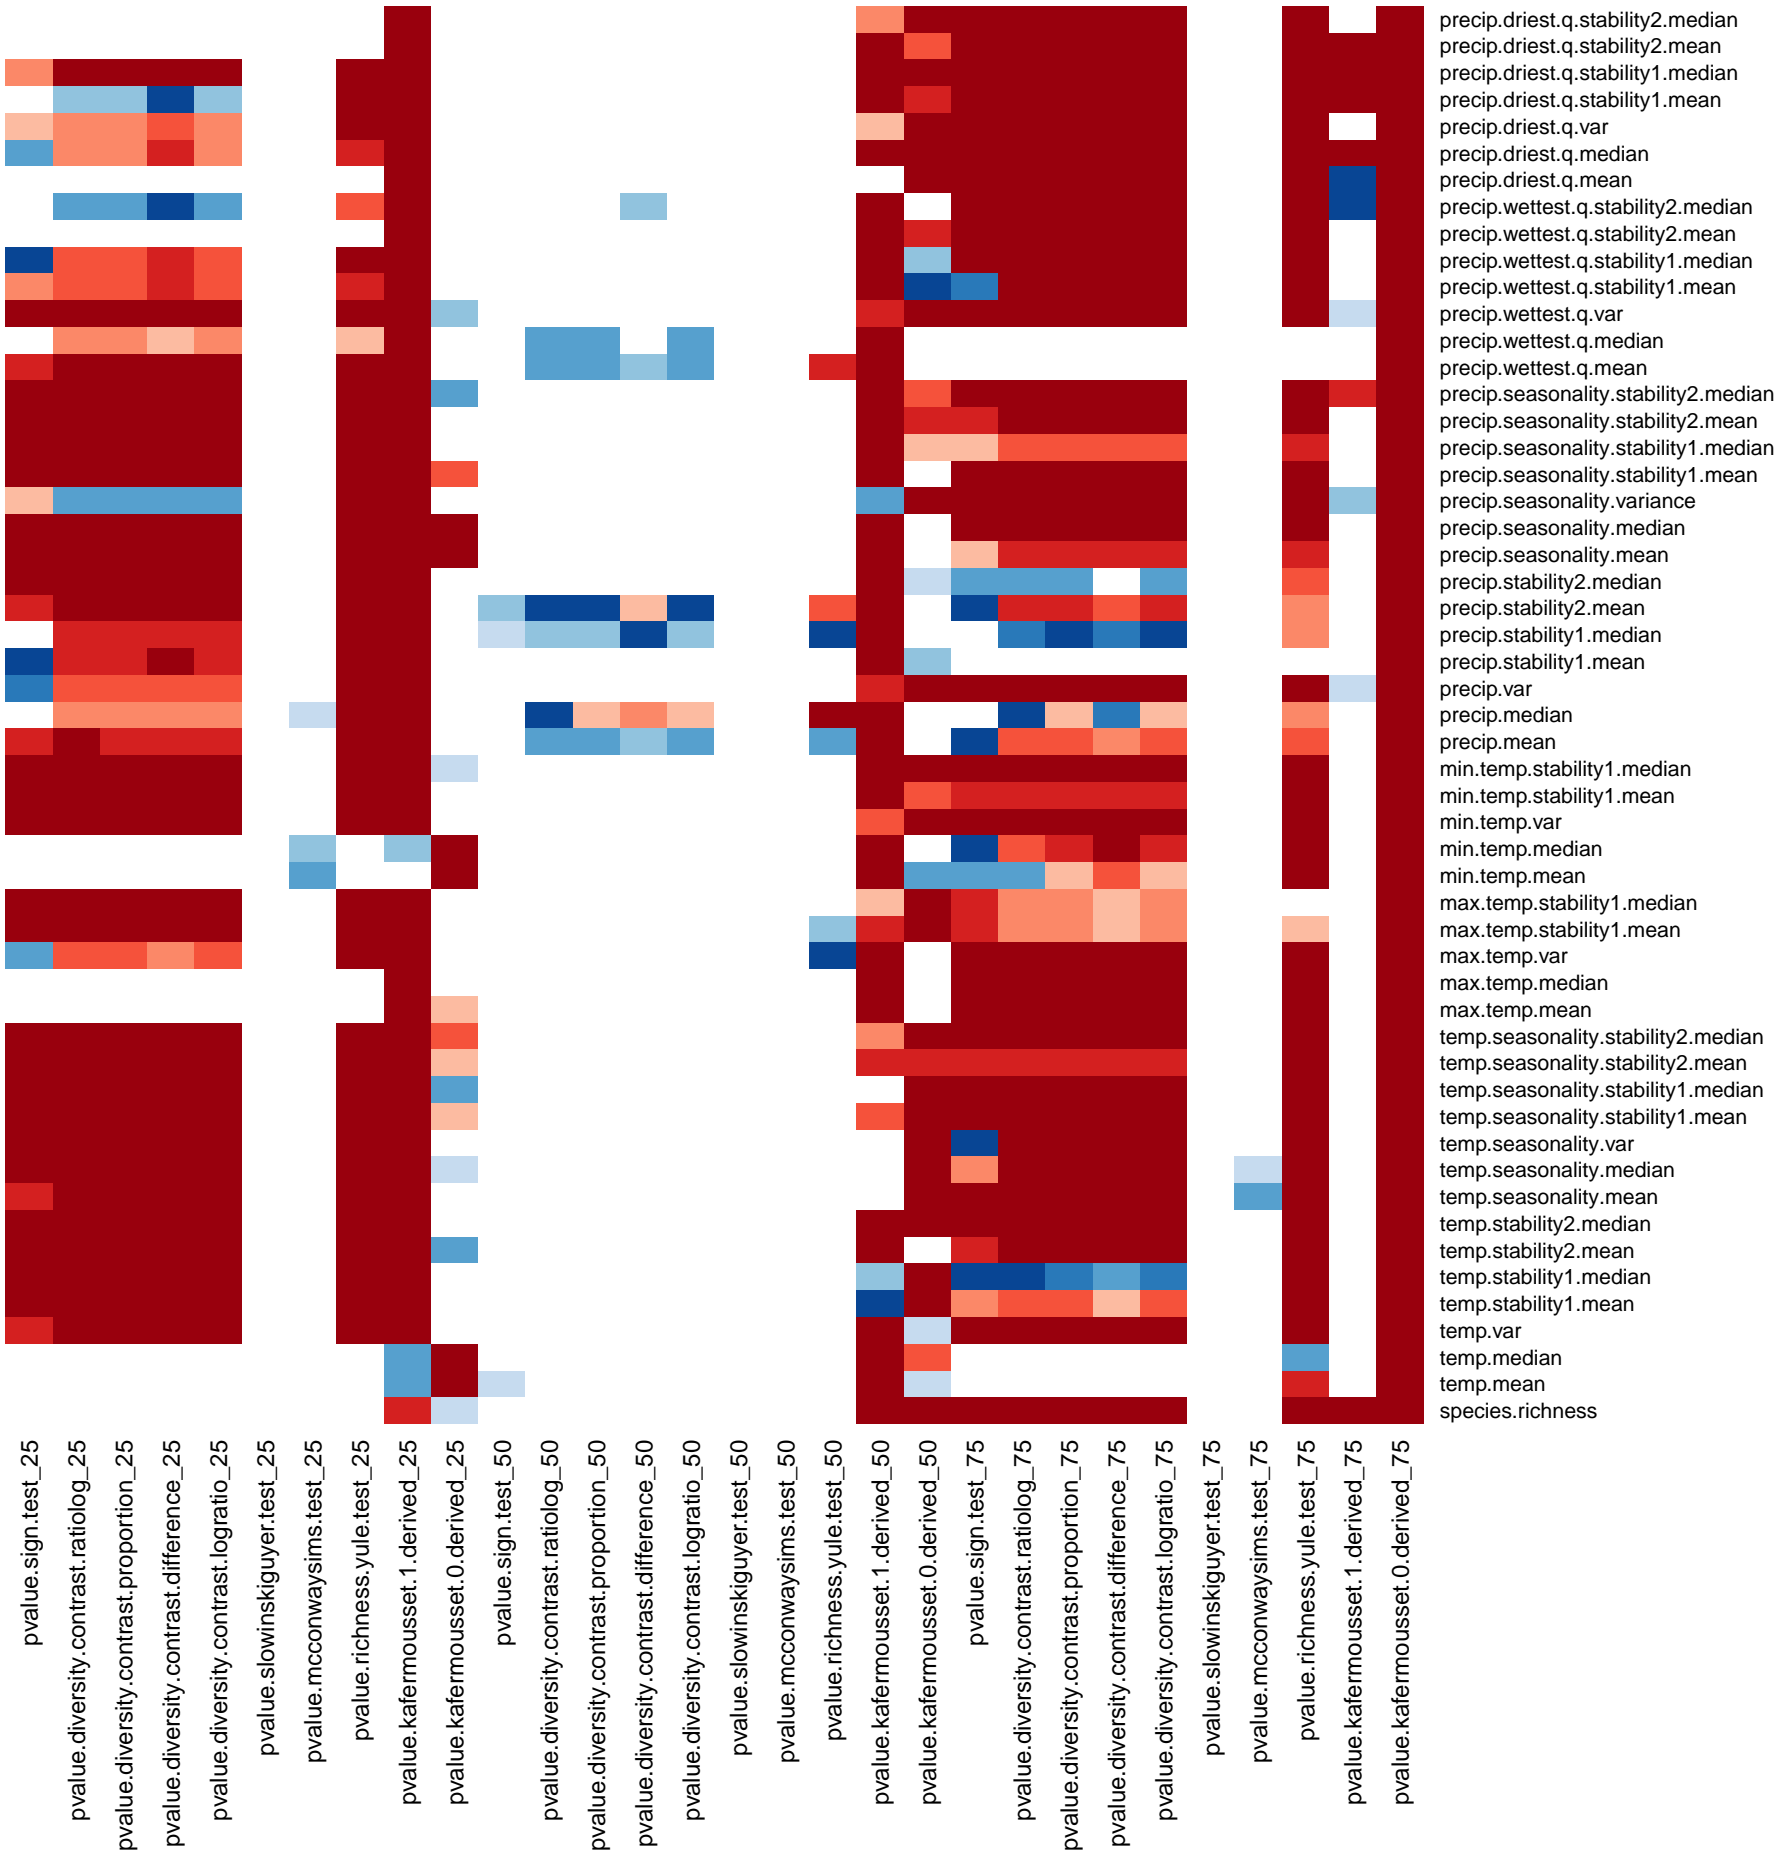 precip.driest.q.stability2.median
precip.driest.q.stability2.mean
precip.driest.q.stability1.median
precip.driest.q.stability1.mean
precip.driest.q.var
precip.driest.q.median
precip.driest.q.mean
precip.wettest.q.stability2.median
precip.wettest.q.stability2.mean
precip.wettest.q.stability1.median
precip.wettest.q.stability1.mean
precip.wettest.q.var
precip.wettest.q.median
precip.wettest.q.mean
precip.seasonality.stability2.median
precip.seasonality.stability2.mean
precip.seasonality.stability1.median
precip.seasonality.stability1.mean
precip.seasonality.variance
precip.seasonality.median
precip.seasonality.mean
precip.stability2.median
precip.stability2.mean
precip.stability1.median
precip.stability1.mean
precip.var
precip.median
precip.mean
min.temp.stability1.median
min.temp.stability1.mean
min.temp.var
min.temp.median
min.temp.mean
max.temp.stability1.median
max.temp.stability1.mean
max.temp.var
max.temp.median
max.temp.mean
temp.seasonality.stability2.median
temp.seasonality.stability2.mean
temp.seasonality.stability1.median
temp.seasonality.stability1.mean
temp.seasonality.var
temp.seasonality.median
temp.seasonality.mean
temp.stability2.median
temp.stability2.mean
temp.stability1.median
temp.stability1.mean
temp.var
temp.median
temp.mean
species.richness
pvalue.sign.test_25
pvalue.diversity.contrast.ratiolog_25
pvalue.diversity.contrast.proportion_25
pvalue.diversity.contrast.difference_25
pvalue.diversity.contrast.logratio_25
pvalue.slowinskiguyer.test_25
pvalue.mcconwaysims.test_25
pvalue.richness.yule.test_25
pvalue.kafermousset.1.derived_25
pvalue.kafermousset.0.derived_25
pvalue.sign.test_50
pvalue.diversity.contrast.ratiolog_50
pvalue.diversity.contrast.proportion_50
pvalue.diversity.contrast.difference_50
pvalue.diversity.contrast.logratio_50
pvalue.slowinskiguyer.test_50
pvalue.mcconwaysims.test_50
pvalue.richness.yule.test_50
pvalue.kafermousset.1.derived_50
pvalue.kafermousset.0.derived_50
pvalue.sign.test_75
pvalue.diversity.contrast.ratiolog_75
pvalue.diversity.contrast.proportion_75
pvalue.diversity.contrast.difference_75
pvalue.diversity.contrast.logratio_75
pvalue.slowinskiguyer.test_75
pvalue.mcconwaysims.test_75
pvalue.richness.yule.test_75
pvalue.kafermousset.1.derived_75
pvalue.kafermousset.0.derived_75